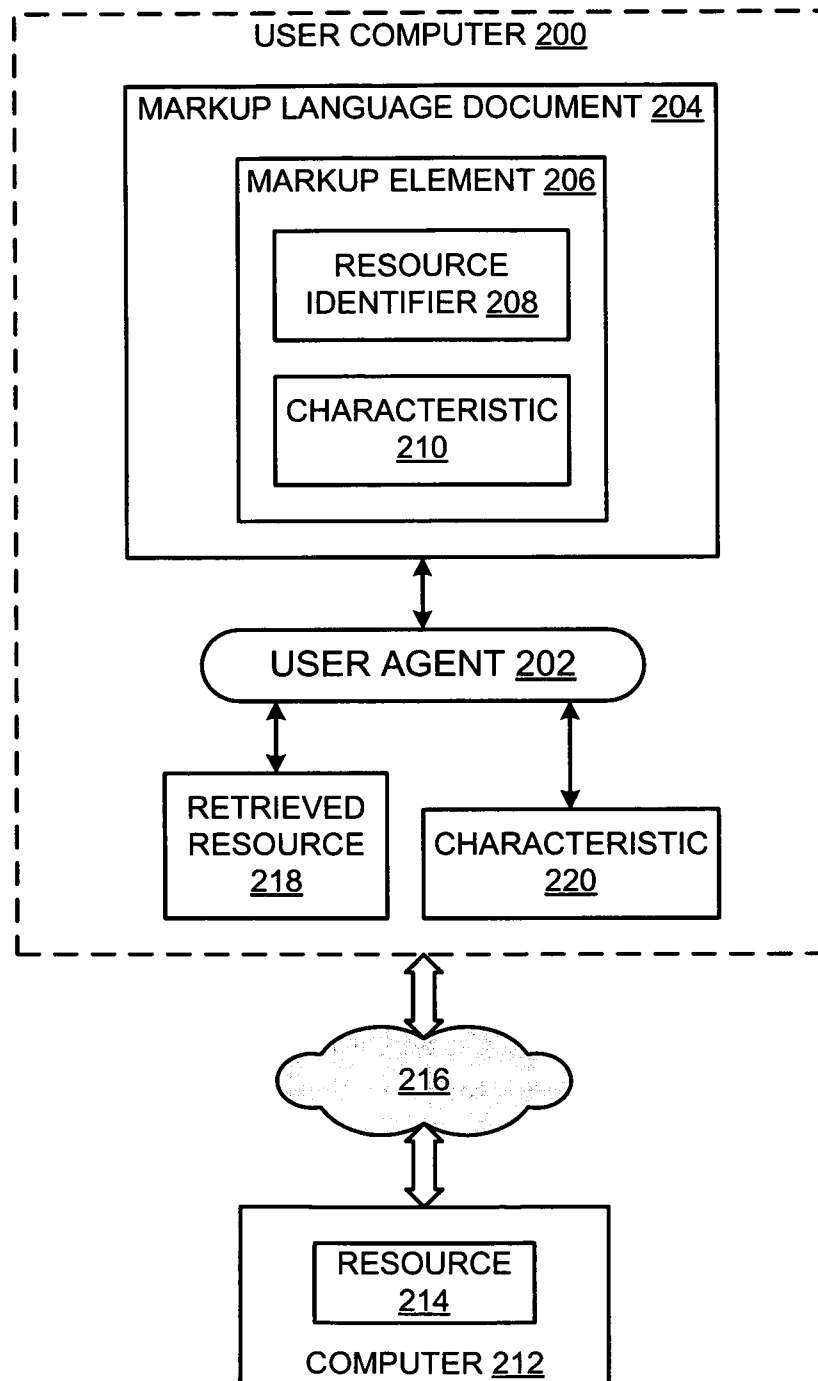 USER COMPUTER 200
MARKUP LANGUAGE DOCUMENT 204
MARKUP ELEMENT 206
RESOURCE
IDENTIFIER 208
CHARACTERISTIC
210
USER AGENT 202
RETRIEVED
RESOURCE
218
CHARACTERISTIC
220
216
RESOURCE
214
COMPUTER 212